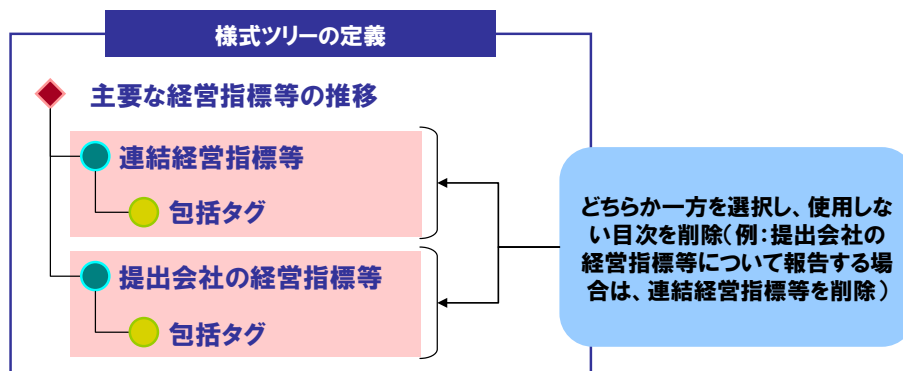 様式ツリーの定義
主要な経営指標等の推移
連結経営指標等
包括タグ
提出会社の経営指標等
包括タグ
どちらか一方を選択し、使用しな
い目次を削除(例:提出会社の
経営指標等について報告する場
合は、連結経営指標等を削除)